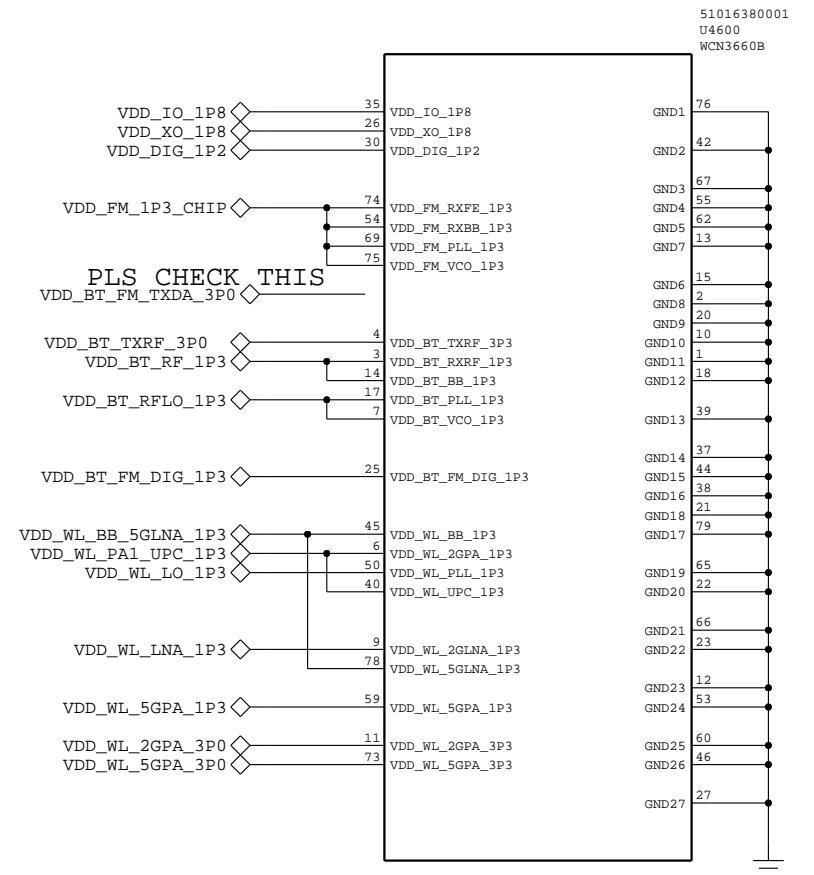 51016380001
U4600
WCN3660B
VDD_IO_1P8 35 VDD_IO_1P8 GND1 76
VDD_XO_1P8 26 VDD_XO_1P8
VDD_DIG_1P2 30 VDD_DIG_1P2 GND2 42
GND3 67
VDD_FM_1P3_CHIP 74 VDD_FM_RXFE_1P3 GND4 55
54 VDD_FM_RXBB_1P3 GND5 62
69 VDD_FM_PLL_1P3 GND7 13
75 VDD_FM_VCO_1P3
PLS CHECK THIS
GND6 15
VDD_BT_FM_TXDA_3P0
GND8 2
GND9 20
VDD_BT_TXRF_3P0 4 VDD_BT_TXRF_3P3 GND10 10
VDD_BT_RF_1P3 3 VDD_BT_RXRF_1P3 GND11 1
14 VDD_BT_BB_1P3 GND12 18
VDD_BT_RFLO_1P3 17 VDD_BT_PLL_1P3
7 VDD_BT_VCO_1P3 GND13 39
GND14 37
VDD_BT_FM_DIG_1P3 25 VDD_BT_FM_DIG_1P3 GND15 44
GND16 38
GND18 21
VDD_WL_BB_5GLNA_1P3 45 VDD_WL_BB_1P3 GND17 79
VDD_WL_PA1_UPC_1P3 6 VDD_WL_2GPA_1P3
VDD_WL_LO_1P3 50 VDD_WL_PLL_1P3 GND19 65
40 VDD_WL_UPC_1P3 GND20 22
GND21 66
VDD_WL_LNA_1P3 9 VDD_WL_2GLNA_1P3 GND22 23
78 VDD_WL_5GLNA_1P3
GND23 12
VDD_WL_5GPA_1P3 59 VDD_WL_5GPA_1P3 GND24 53
VDD_WL_2GPA_3P0 11 VDD_WL_2GPA_3P3 GND25 60
VDD_WL_5GPA_3P0 73 VDD_WL_5GPA_3P3 GND26 46
GND27 27